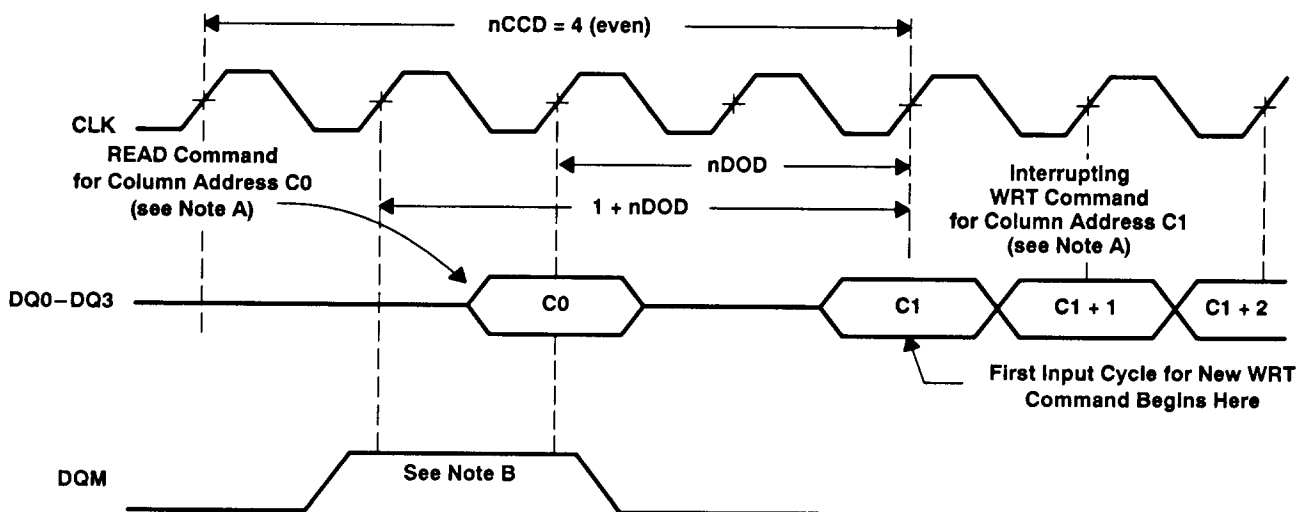 nCCD = 4 (even)
CLK
READ Command
for Column Address C0
(see Note A)
nDOD
1 + nDOD
Interrupting
WRT Command
for Column Address C1
(see Note A)
DQ0–DQ3
C0
C1
C1 + 1
C1 + 2
First Input Cycle for New WRT
Command Begins Here
DQM
See Note B